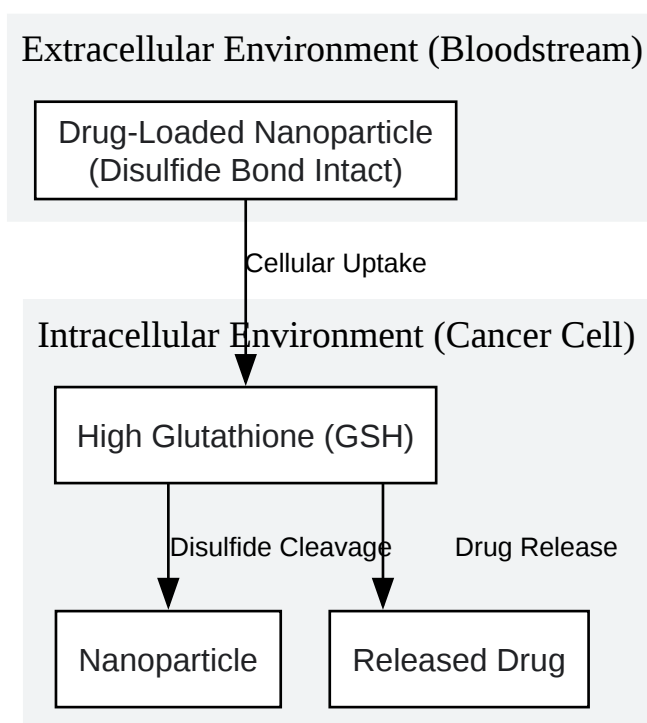 Extracellular Environment (Bloodstream)
Drug-Loaded Nanoparticle
(Disulfide Bond Intact)
Cellular Uptake
Intracellular Environment (Cancer Cell)
High Glutathione (GSH)
Disulfide Cleavage
Drug Release
Nanoparticle
Released Drug